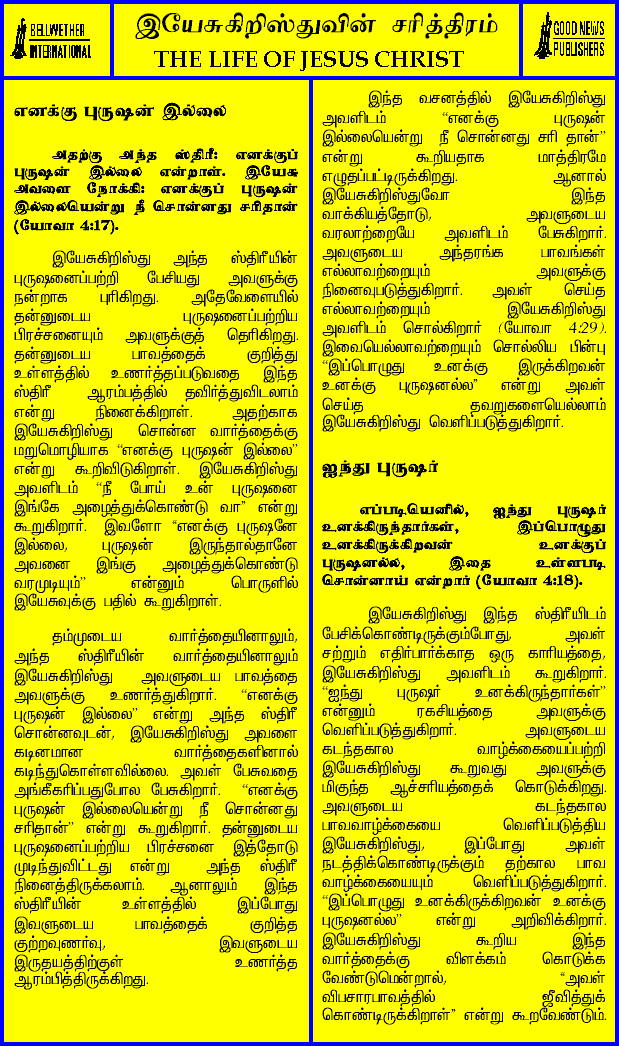 BELLWETHER
INTERNATIONAL
இயேசுகிறிஸ்துவின் சரித்திரம்
THE LIFE OF JESUS CHRIST
GOOD NEWS
PUBLISHERS
எனக்கு புருஷன் இல்லை
அதற்கு அந்த ஸ்திரீ: எனக்குப்
புருஷன் இல்லை என்றாள். இயேசு
அவளை நோக்கி: எனக்குப் புருஷன்
இல்லையென்று நீ சொன்னது சரிதான்
(யோவா 4:17).
இயேசுகிறிஸ்து அந்த ஸ்திரீயின்
புருஷனைப்பற்றி பேசியது அவளுக்கு
நன்றாக புரிகிறது. அதேவேளையில்
தன்னுடைய புருஷனைப்பற்றிய
பிரச்சனையும் அவளுக்குத் தெரிகிறது.
தன்னுடைய பாவத்தைக் குறித்து
உள்ளத்தில் உணர்த்தப்படுவதை இந்த
ஸ்திரீ ஆரம்பத்தில் தவிர்த்துவிடலாம்
என்று நினைக்கிறாள். அதற்காக
இயேசுகிறிஸ்து சொன்ன வார்த்தைக்கு
மறுமொழியாக “எனக்கு புருஷன் இல்லை”
என்று கூறிவிடுகிறாள். இயேசுகிறிஸ்து
அவளிடம் “நீ போய் உன் புருஷனை
இங்கே அழைத்துக்கொண்டு வா” என்று
கூறுகிறார். இவளோ “எனக்கு புருஷனே
இல்லை, புருஷன் இருந்தால்தானே
அவனை இங்கு அழைத்துக்கொண்டு
வரமுடியும்” என்னும் பொருளில்
இயேசுவுக்கு பதில் கூறுகிறாள்.
தம்முடைய வார்த்தையினாலும்,
அந்த ஸ்திரீயின் வார்த்தையினாலும்
இயேசுகிறிஸ்து அவளுடைய பாவத்தை
அவளுக்கு உணர்த்துகிறார். “எனக்கு
புருஷன் இல்லை” என்று அந்த ஸ்திரீ
சொன்னவுடன், இயேசுகிறிஸ்து அவளை
கடினமான வார்த்தைகளினால்
கடிந்துகொள்ளவில்லை. அவள் பேசுவதை
அங்கீகரிப்பதுபோல பேசுகிறார். “எனக்கு
புருஷன் இல்லையென்று நீ சொன்னது
சரிதான்” என்று கூறுகிறார். தன்னுடைய
புருஷனைப்பற்றிய பிரச்சனை இத்தோடு
முடிந்துவிட்டது என்று அந்த ஸ்திரீ
நினைத்திருக்கலாம். ஆனாலும் இந்த
ஸ்திரீயின் உள்ளத்தில் இப்போது
இவளுடைய பாவத்தைக் குறித்த
குற்றவுணர்வு, இவளுடைய
இருதயத்திற்குள் உணர்த்த
ஆரம்பித்திருக்கிறது.
இந்த வசனத்தில் இயேசுகிறிஸ்து
அவளிடம் “எனக்கு புருஷன்
இல்லையென்று நீ சொன்னது சரி தான்”
என்று கூறியதாக மாத்திரமே
எழுதப்பட்டிருக்கிறது. ஆனால்
இயேசுகிறிஸ்துவோ இந்த
வாக்கியத்தோடு, அவளுடைய
வரலாற்றையே அவளிடம் பேசுகிறார்.
அவளுடைய அந்தரங்க பாவங்கள்
எல்லாவற்றையும் அவளுக்கு
நினைவுபடுத்துகிறார். அவள் செய்த
எல்லாவற்றையும் இயேசுகிறிஸ்து
அவளிடம் சொல்கிறார் (யோவா 4:29).
இவையெல்லாவற்றையும் சொல்லிய பின்பு
“இப்பொழுது உனக்கு இருக்கிறவன்
உனக்கு புருஷனல்ல” என்று அவள்
செய்த தவறுகளையெல்லாம்
இயேசுகிறிஸ்து வெளிப்படுத்துகிறார்.
ஐந்து புருஷர்
எப்படியெனில், ஐந்து புருஷர்
உனக்கிருந்தார்கள், இப்பொழுது
உனக்கிருக்கிறவன் உனக்குப்
புருஷனல்ல, இதை உள்ளபடி
சொன்னாய் என்றார் (யோவா 4:18).
இயேசுகிறிஸ்து இந்த ஸ்திரீயிடம்
பேசிக்கொண்டிருக்கும்போது, அவள்
சற்றும் எதிர்பார்க்காத ஒரு காரியத்தை,
இயேசுகிறிஸ்து அவளிடம் கூறுகிறார்.
“ஐந்து புருஷர் உனக்கிருந்தார்கள்”
என்னும் ரகசியத்தை அவளுக்கு
வெளிப்படுத்துகிறார். அவளுடைய
கடந்தகால வாழ்க்கையைப்பற்றி
இயேசுகிறிஸ்து கூறுவது அவளுக்கு
மிகுந்த ஆச்சரியத்தைக் கொடுக்கிறது.
அவளுடைய கடந்தகால
பாவவாழ்க்கையை வெளிப்படுத்திய
இயேசுகிறிஸ்து, இப்போது அவள்
நடத்திக்கொண்டிருக்கும் தற்கால பாவ
வாழ்க்கையையும் வெளிப்படுத்துகிறார்.
“இப்பொழுது உனக்கிருக்கிறவன் உனக்கு
புருஷனல்ல” என்று அறிவிக்கிறார்.
இயேசுகிறிஸ்து கூறிய இந்த
வார்த்தைக்கு விளக்கம் கொடுக்க
வேண்டுமென்றால், “அவள்
விபசாரபாவத்தில் ஜீவித்துக்
கொண்டிருக்கிறாள்” என்று கூறவேண்டும்.